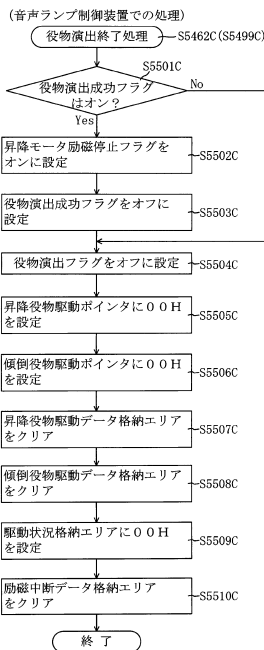 (音声ランプ制御装置での処理)
役物演出終了処理
S5462C(S5499C)
S5501C
役物演出成功フラグ
はオン？
No
Yes
昇降モータ励磁停止フラグを
オンに設定
S5502C
役物演出成功フラグをオフに
設定
S5503C
役物演出フラグをオフに設定
S5504C
昇降役物駆動ポインタに００Ｈ
を設定
S5505C
傾倒役物駆動ポインタに００Ｈ
を設定
S5506C
昇降役物駆動データ格納エリア
をクリア
S5507C
傾倒役物駆動データ格納エリア
をクリア
S5508C
駆動状況格納エリアに００Ｈ
を設定
S5509C
励磁中断データ格納エリア
をクリア
S5510C
終了